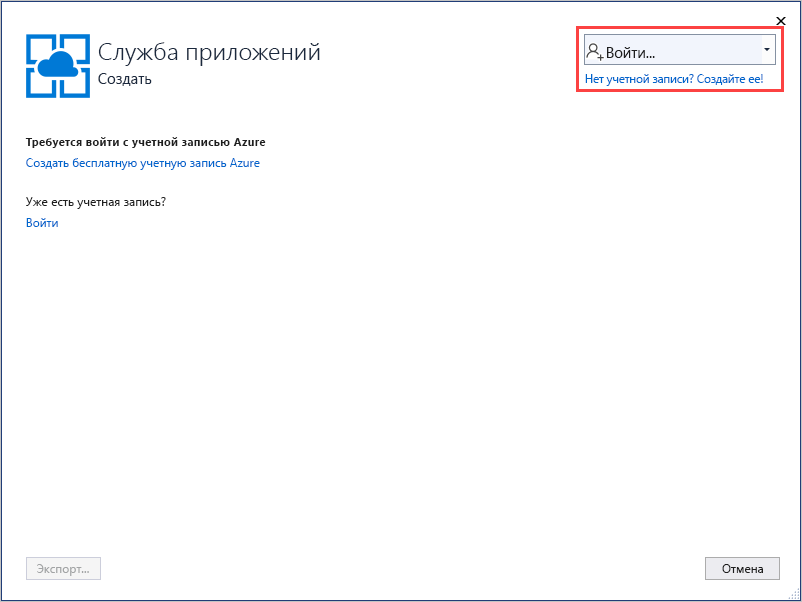 Служба приложений
Создать
Войти...
Нет учетной записи? Создайте ее!
Требуется войти с учетной записью Azure
Создать бесплатную учетную запись Azure
Уже есть учетная запись?
Войти
Экспорт...
Отмена